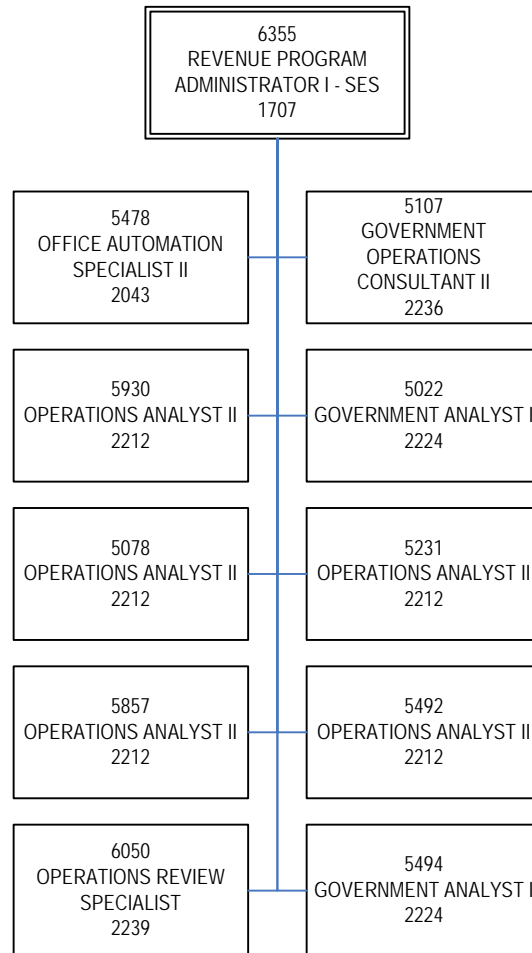 6355
REVENUE PROGRAM
ADMINISTRATOR I - SES
1707
5478
OFFICE AUTOMATION
SPECIALIST II
2043
5107
GOVERNMENT
OPERATIONS
CONSULTANT II
2236
5930
OPERATIONS ANALYST II
2212
5022
GOVERNMENT ANALYST I
2224
5078
OPERATIONS ANALYST II
2212
5231
OPERATIONS ANALYST II
2212
5857
OPERATIONS ANALYST II
2212
5492
OPERATIONS ANALYST II
2212
6050
OPERATIONS REVIEW
SPECIALIST
2239
5494
GOVERNMENT ANALYST I
2224